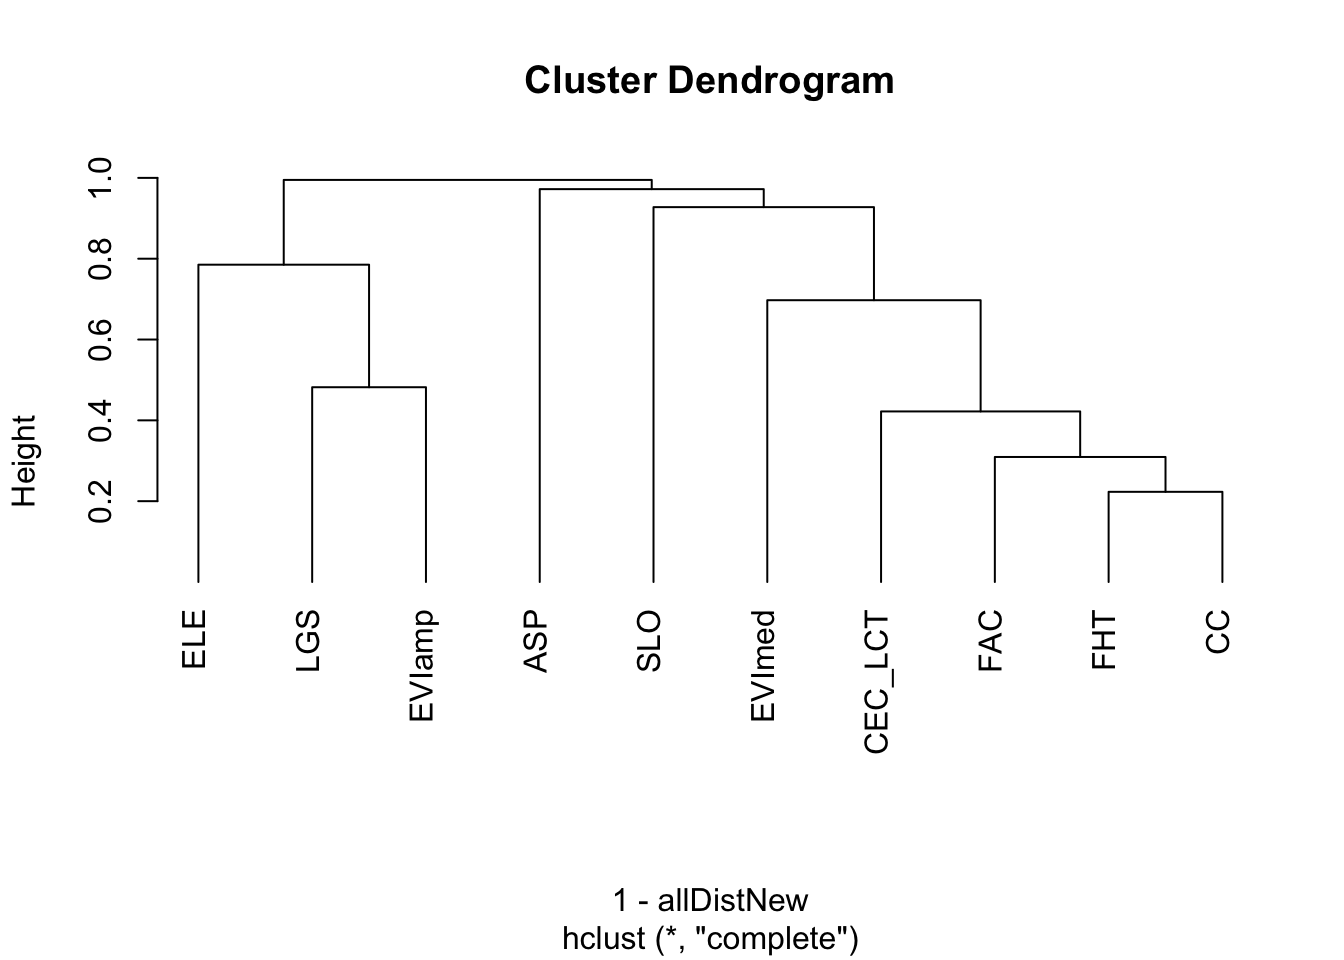 Cluster Dendrogram
Height
1.0
0.8
0.6
0.4
0.2
ELE
LGS
EVIamp
ASP
SLO
EVImed
CEC_LCT
FAC
FHT
CC
1 - allDistNew
hclust (*, "complete")